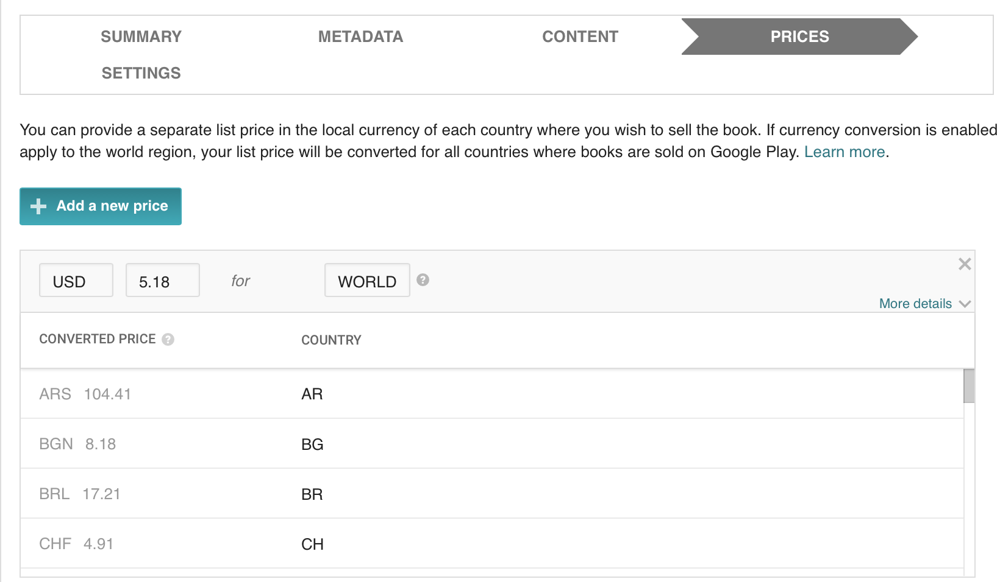 SUMMARY METADATA CONTENT PRICES
SETTINGS
You can provide a separate list price in the local currency of each country where you wish to sell the book. If currency conversion is enabled
apply to the world region, your list price will be converted for all countries where books are sold on Google Play. Learn more.
+ Add a new price
USD 5.18 for WORLD ?
More details
CONVERTED PRICE ? COUNTRY
ARS 104.41 AR
BGN 8.18 BG
BRL 17.21 BR
CHF 4.91 CH